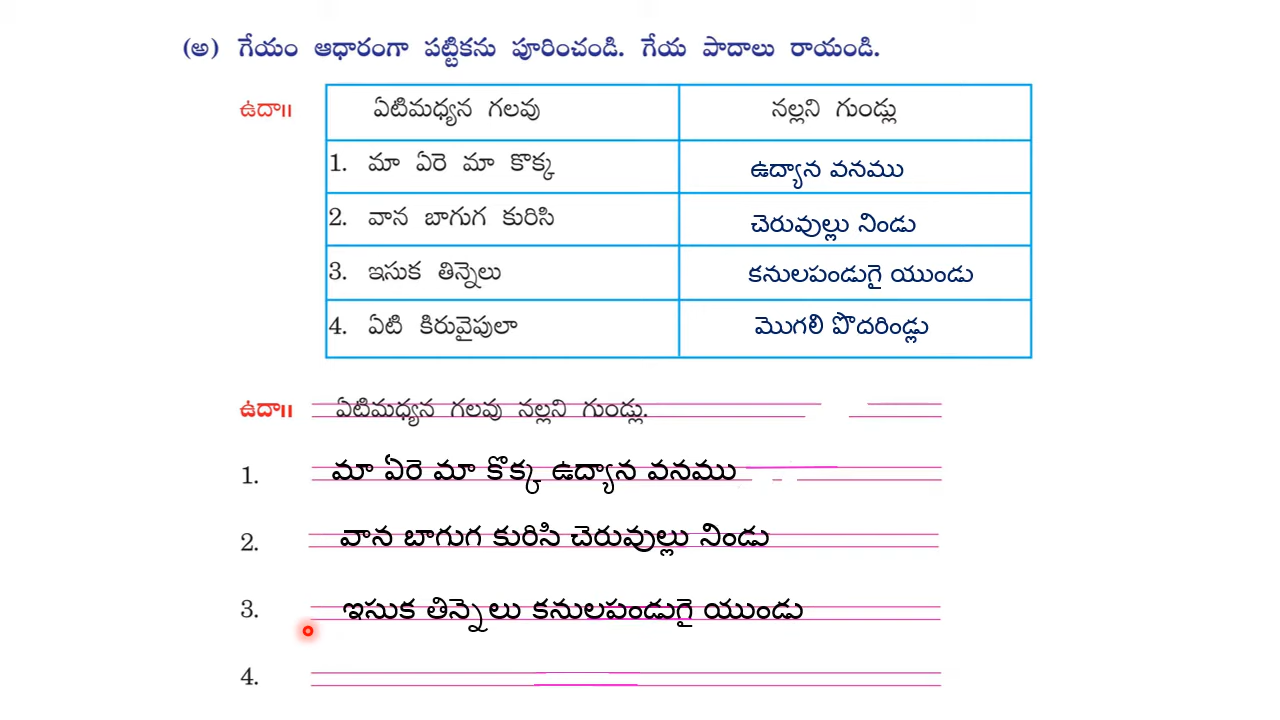 (అ) గేయం ఆధారంగా పట్టికను పూరించండి. గేయ పాదాలు రాయండి.
ఉదా॥ ఏటిమధ్యన గలవు నల్లని గుండ్లు
1. మా ఏరె మా కొక్క ఉద్యాన వనము
2. వాన బాగుగ కురిసి చెరువుల్లు నిండు
3. ఇసుక తిన్నెలు కనులపండుగై యుండు
4. ఏటి కిరువైపులా మొగలి పొదరిండ్లు
ఉదా॥ ఏటిమధ్యన గలవు నల్లని గుండ్లు.
1. మా ఏరె మా కొక్క ఉద్యాన వనము
2. వాన బాగుగ కురిసి చెరువుల్లు నిండు
3. ఇసుక తిన్నెలు కనులపండుగై యుండు
4.